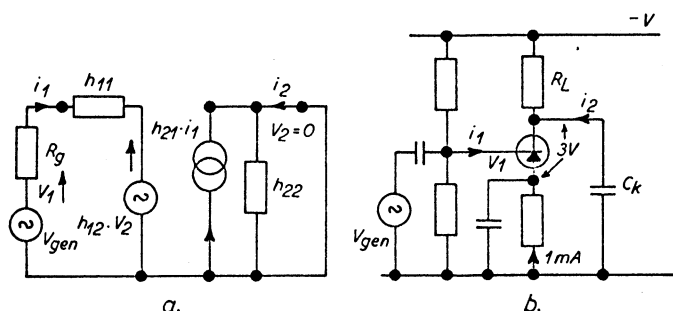 i1
h11
Rg
V1
Vgen
h12·V2
h21·i1
i2
V2=0
h22
a.
-V
RL
i2
i1
V1
3V
Ck
Vgen
1mA
b.